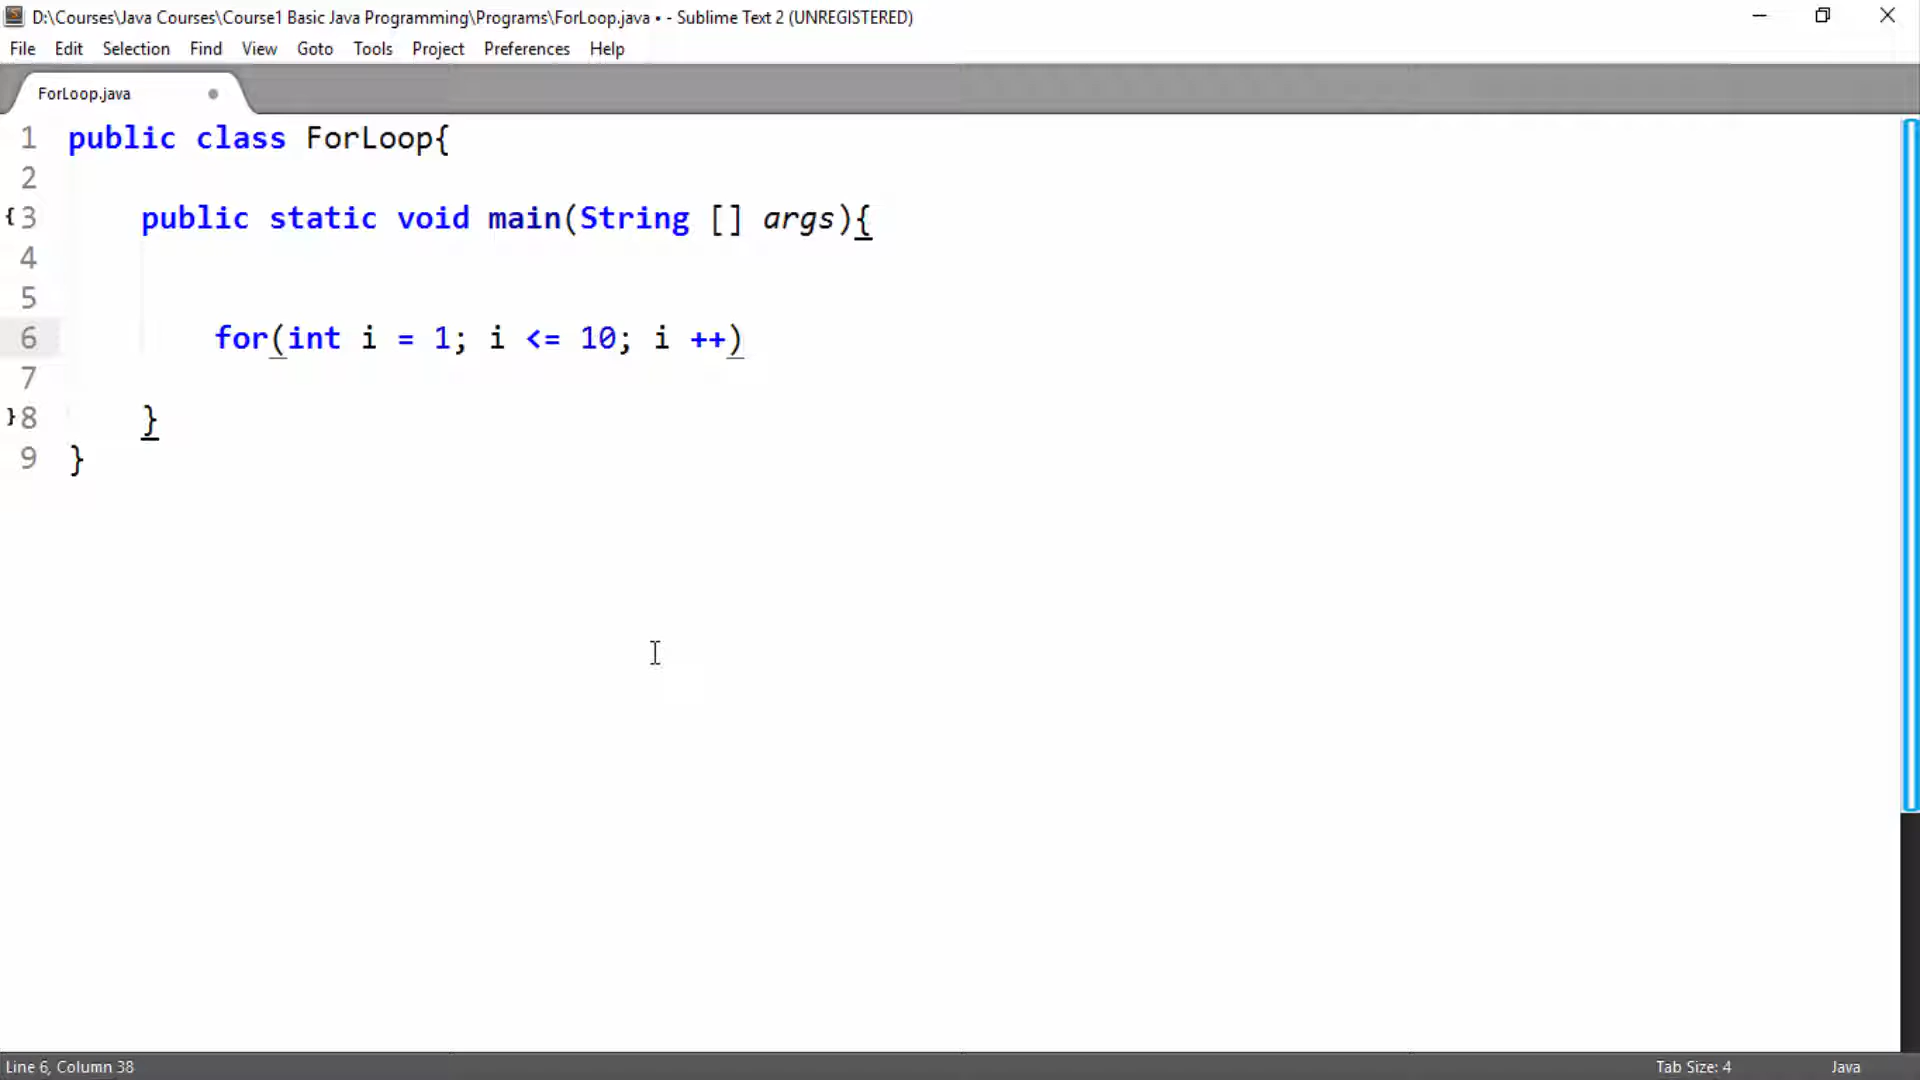 D:\Courses\Java Courses\Course1 Basic Java Programming\Programs\ForLoop.java • - Sublime Text 2 (UNREGISTERED)
File Edit Selection Find View Goto Tools Project Preferences Help
ForLoop.java
1 public class ForLoop{
2
{ 3 public static void main(String [] args){
4
5
6 for(int i = 1; i <= 10; i ++)
7
} 8 }
9 }
Line 6, Column 38 Tab Size: 4 Java